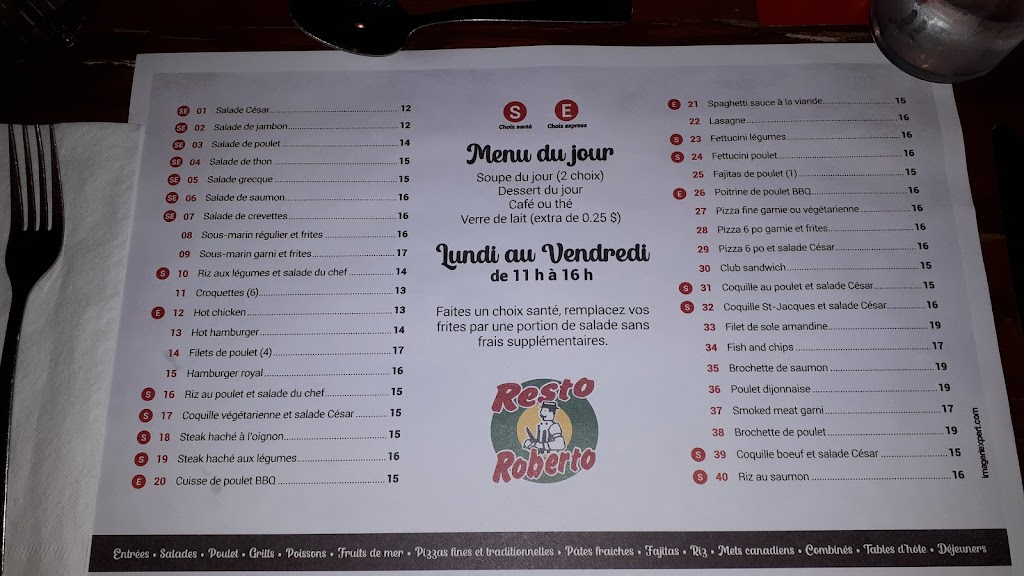 SE 01 Salade César 12
SE 02 Salade de jambon 12
SE 03 Salade de poulet 14
SE 04 Salade de thon 15
SE 05 Salade grecque 15
SE 06 Salade de saumon 16
SE 07 Salade de crevettes 16
08 Sous-marin régulier et frites 16
09 Sous-marin garni et frites 17
S 10 Riz aux légumes et salade du chef 14
11 Croquettes (6) 13
E 12 Hot chicken 13
13 Hot hamburger 14
14 Filets de poulet (4) 17
15 Hamburger royal 16
S 16 Riz au poulet et salade du chef 15
S 17 Coquille végétarienne et salade César 15
S 18 Steak haché à l'oignon 15
S 19 Steak haché aux légumes 16
E 20 Cuisse de poulet BBQ 15
S E
Choix santé Choix express
Menu du jour
Soupe du jour (2 choix)
Dessert du jour
Café ou thé
Verre de lait (extra de 0.25 $)
Lundi au Vendredi
de 11 h à 16 h
Faites un choix santé, remplacez vos
frites par une portion de salade sans
frais supplémentaires.
Resto
Roberto
E 21 Spaghetti sauce à la viande 15
22 Lasagne 16
S 23 Fettucini légumes 16
S 24 Fettucini poulet 16
25 Fajitas de poulet (1) 15
E 26 Poitrine de poulet BBQ 16
27 Pizza fine garnie ou végétarienne 16
28 Pizza 6 po garnie et frites 16
29 Pizza 6 po et salade César 16
30 Club sandwich 15
S 31 Coquille au poulet et salade César 15
S 32 Coquille St-Jacques et salade César 16
33 Filet de sole amandine 19
34 Fish and chips 17
35 Brochette de saumon 19
36 Poulet dijonnaise 19
37 Smoked meat garni 17
38 Brochette de poulet 19
S 39 Coquille boeuf et salade César 15
S 40 Riz au saumon 16
imageriexpert.com
Entrées • Salades • Poulet • Grills • Poissons • Fruits de mer • Pizzas fines et traditionnelles • Pâtes fraîches • Fajitas • Riz • Mets canadiens • Combinés • Tables d'hôte • Déjeuners